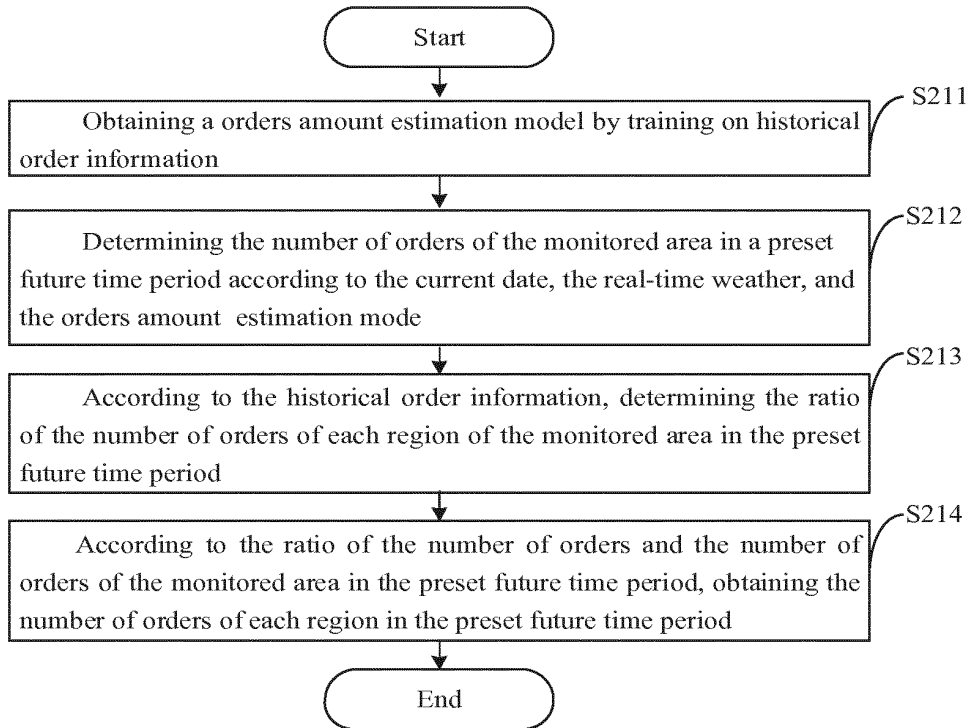 Start
S211
Obtaining a orders amount estimation model by training on historical
order information
S212
Determining the number of orders of the monitored area in a preset
future time period according to the current date, the real-time weather, and
the orders amount estimation mode
S213
According to the historical order information, determining the ratio
of the number of orders of each region of the monitored area in the preset
future time period
S214
According to the ratio of the number of orders and the number of
orders of the monitored area in the preset future time period, obtaining the
number of orders of each region in the preset future time period
End